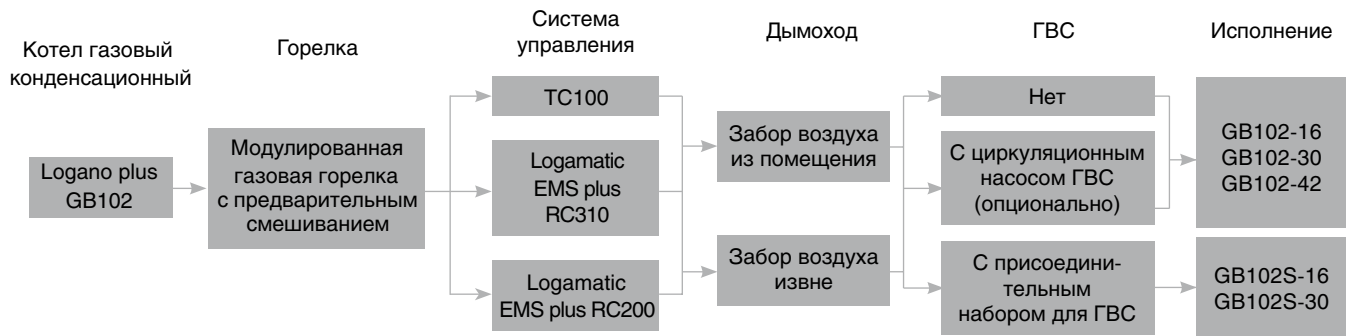 Котел газовый
конденсационный
Горелка
Система
управления
Дымоход
ГВС
Исполнение
Logano plus
GB102
Модулированная
газовая горелка
с предварительным
смешиванием
TC100
Logamatic
EMS plus
RC310
Logamatic
EMS plus RC200
Забор воздуха
из помещения
Забор воздуха
извне
Нет
С циркуляционным
насосом ГВС
(опционально)
С присоедини-
тельным
набором для ГВС
GB102-16
GB102-30
GB102-42
GB102S-16
GB102S-30